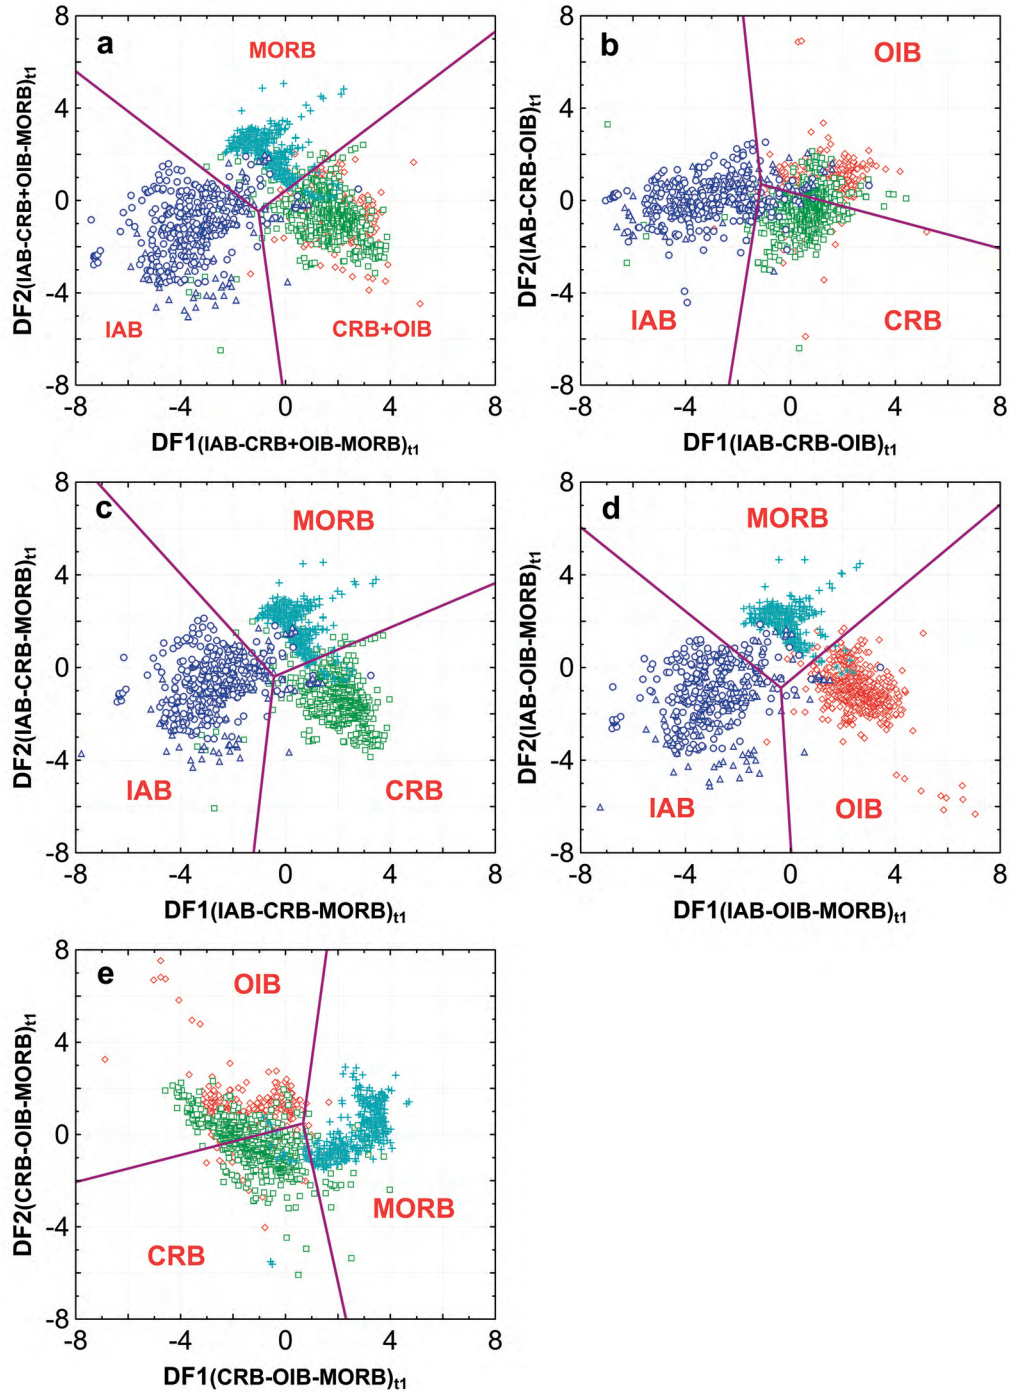 a
MORB
IAB
CRB+OIB
8
4
0
-4
-8
-8
-4
0
4
8
DF2(IAB-CRB+OIB-MORB)t1
DF1(IAB-CRB+OIB-MORB)t1
b
OIB
IAB
CRB
8
4
0
-4
-8
-8
-4
0
4
8
DF2(IAB-CRB-OIB)t1
DF1(IAB-CRB-OIB)t1
c
MORB
IAB
CRB
8
4
0
-4
-8
-8
-4
0
4
8
DF2(IAB-CRB-MORB)t1
DF1(IAB-CRB-MORB)t1
d
MORB
IAB
OIB
8
4
0
-4
-8
-8
-4
0
4
8
DF2(IAB-OIB-MORB)t1
DF1(IAB-OIB-MORB)t1
e
OIB
MORB
CRB
8
4
0
-4
-8
-8
-4
0
4
8
DF2(CRB-OIB-MORB)t1
DF1(CRB-OIB-MORB)t1